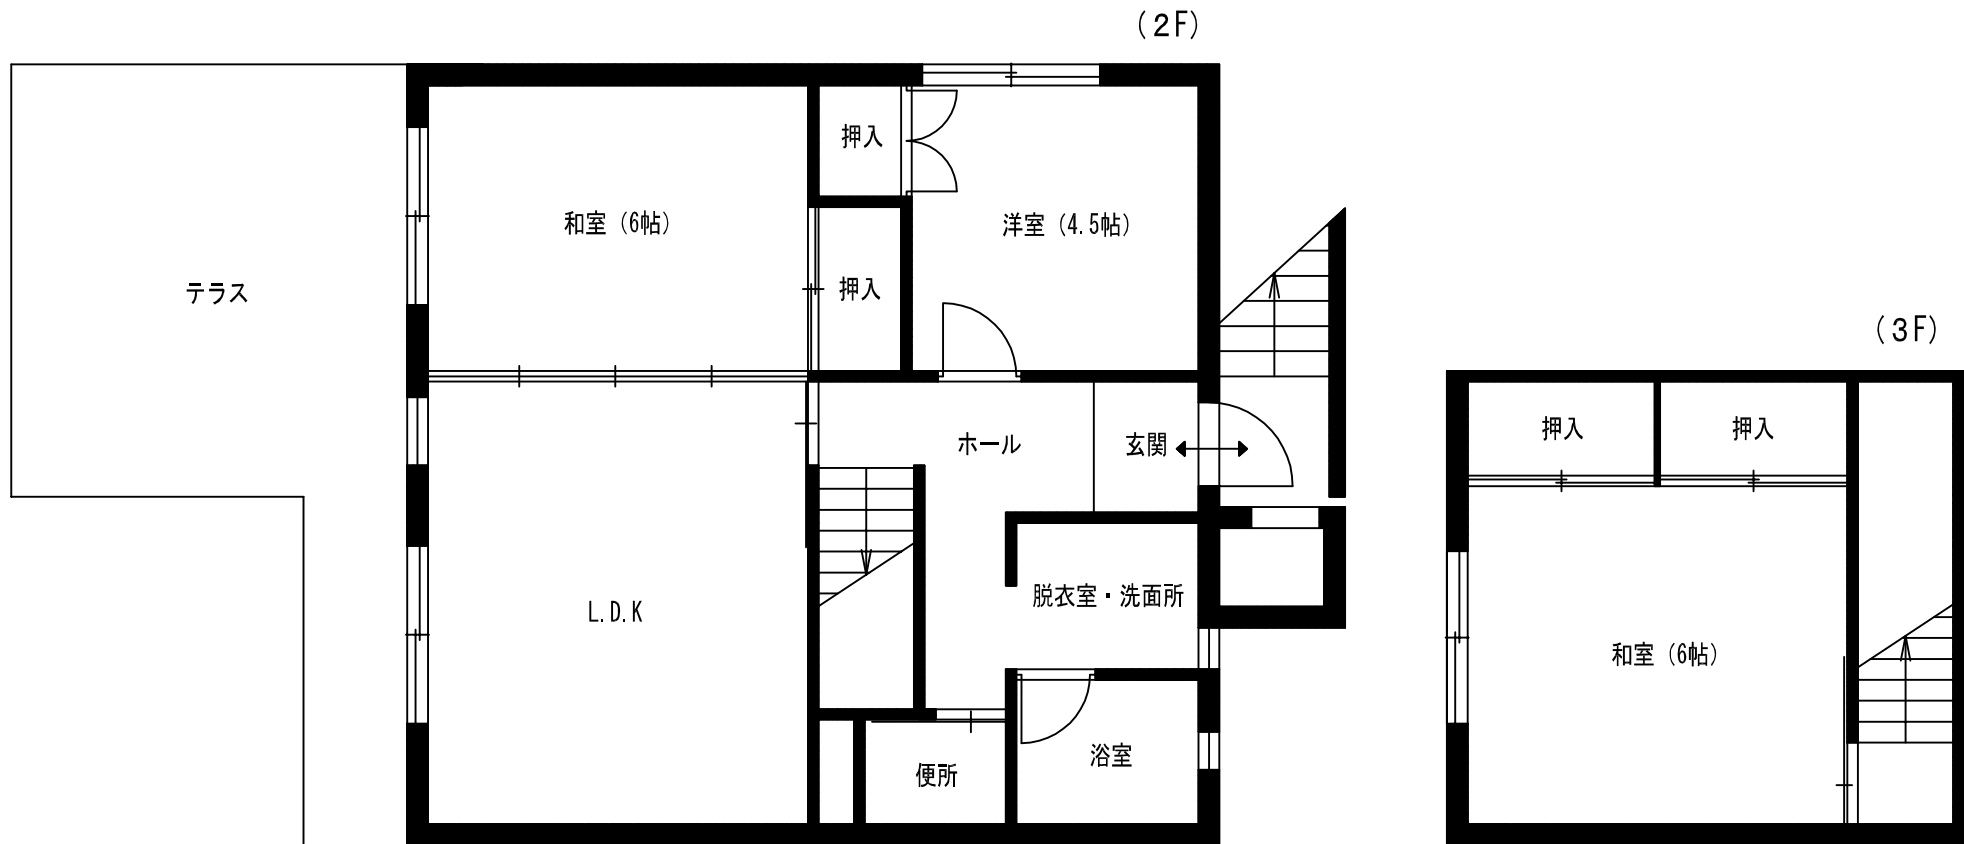 （2F）
押入
和室（6帖）
洋室（4.5帖）
テラス
押入
（3F）
ホール
玄関
押入
押入
脱衣室・洗面所
L.D.K
和室（6帖）
便所
浴室